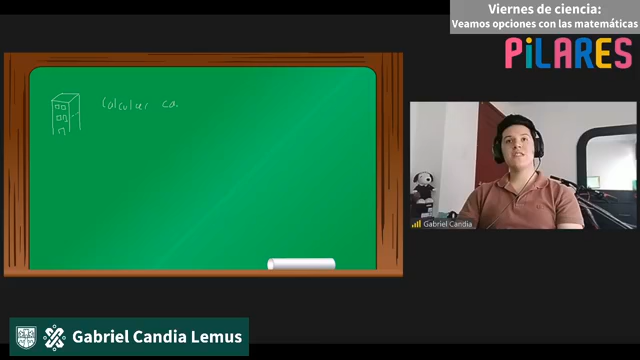 Viernes de ciencia:
Veamos opciones con las matemáticas
PiLARES
Calcular ca.
Gabriel Candia
Gabriel Candia Lemus